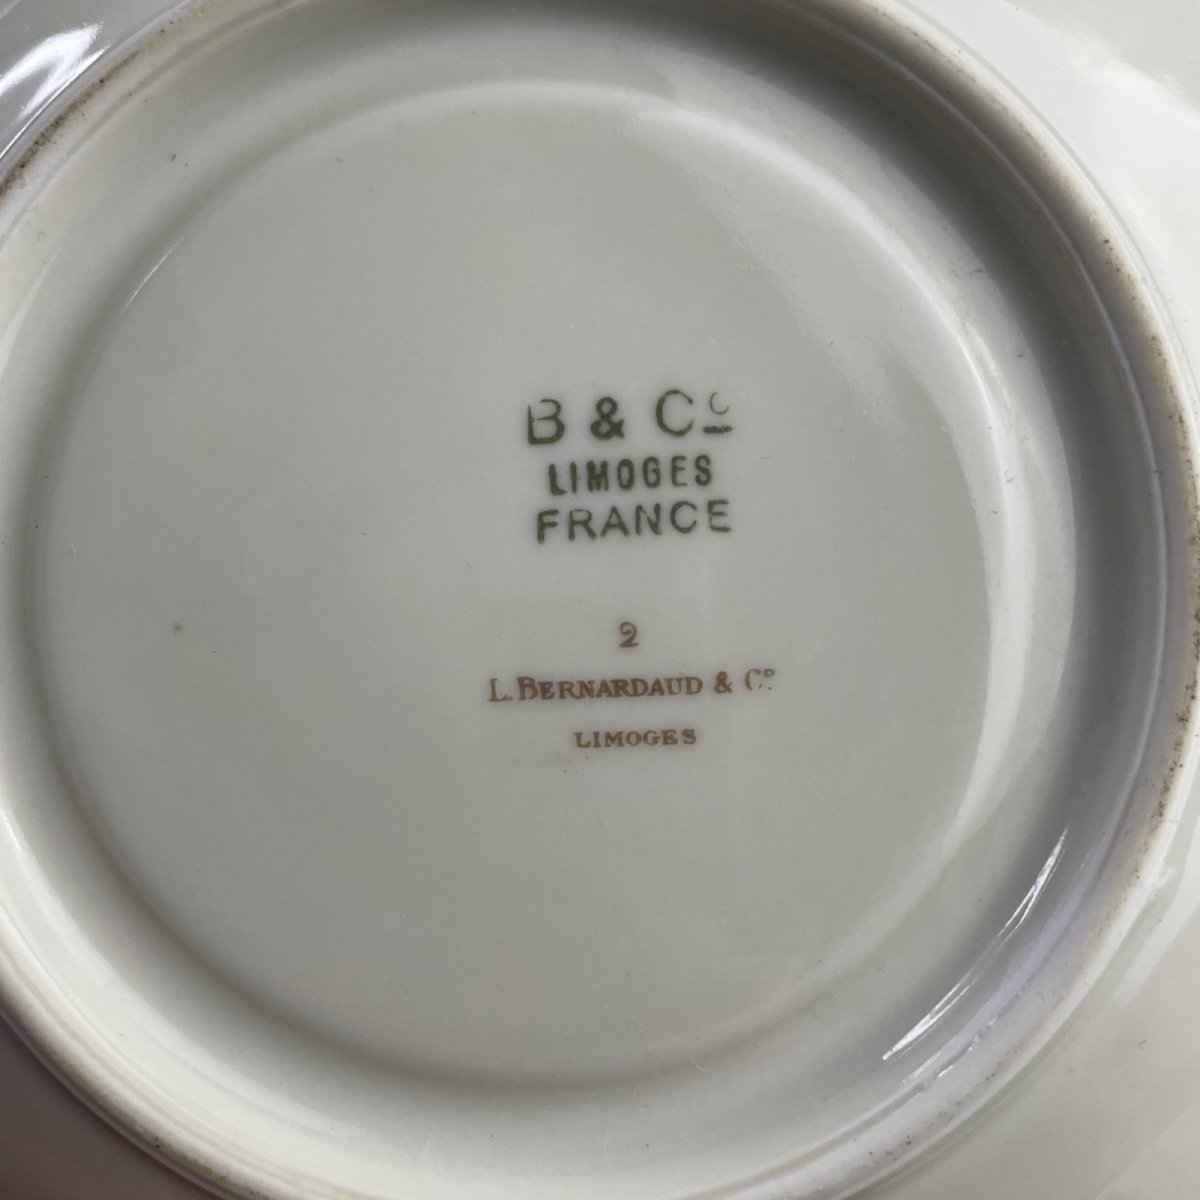 B & Co
LIMOGES
FRANCE
2
L. BERNARDAUD & Co
LIMOGES